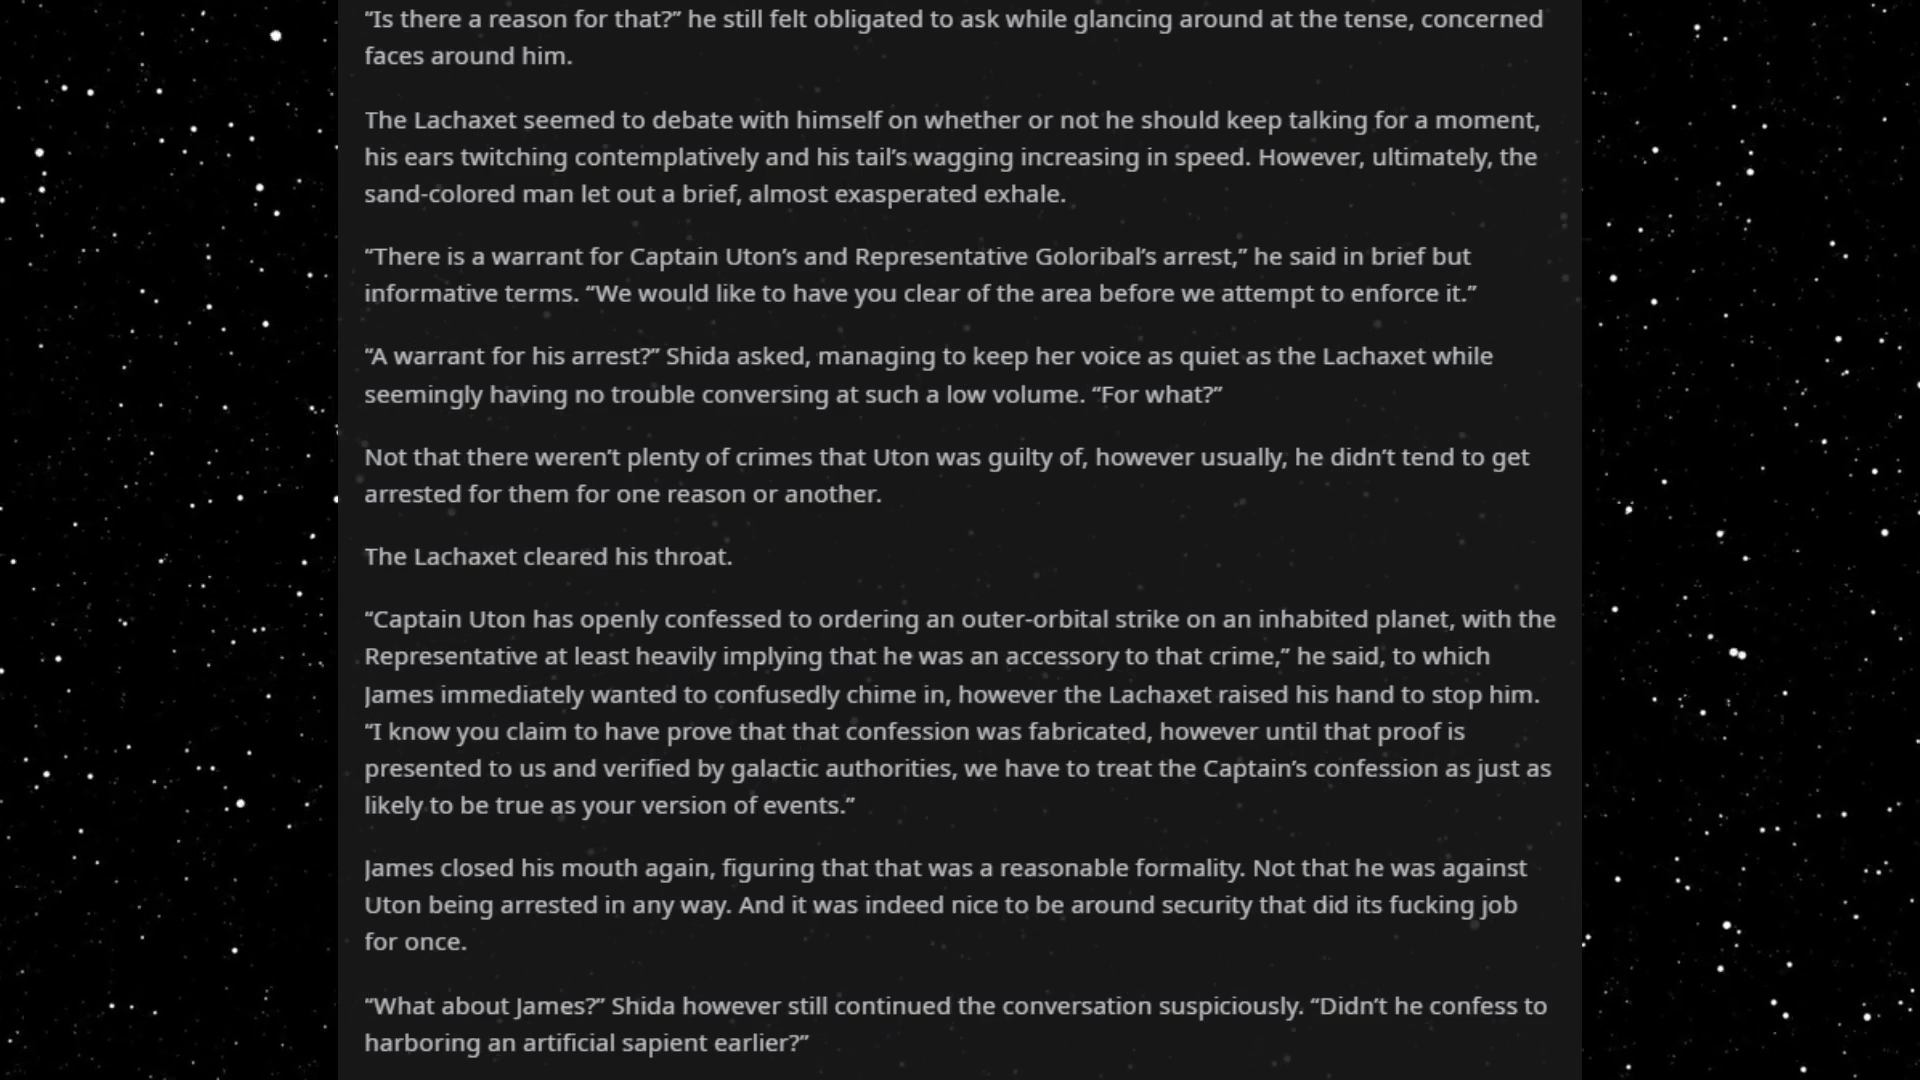 “Is there a reason for that?” he still felt obligated to ask while glancing around at the tense, concerned
faces around him.
The Lachaxet seemed to debate with himself on whether or not he should keep talking for a moment,
his ears twitching contemplatively and his tail’s wagging increasing in speed. However, ultimately, the
sand-colored man let out a brief, almost exasperated exhale.
“There is a warrant for Captain Uton’s and Representative Goloribal’s arrest,” he said in brief but
informative terms. “We would like to have you clear of the area before we attempt to enforce it.”
“A warrant for his arrest?” Shida asked, managing to keep her voice as quiet as the Lachaxet while
seemingly having no trouble conversing at such a low volume. “For what?”
Not that there weren’t plenty of crimes that Uton was guilty of, however usually, he didn’t tend to get
arrested for them for one reason or another.
The Lachaxet cleared his throat.
“Captain Uton has openly confessed to ordering an outer-orbital strike on an inhabited planet, with the
Representative at least heavily implying that he was an accessory to that crime,” he said, to which
James immediately wanted to confusedly chime in, however the Lachaxet raised his hand to stop him.
“I know you claim to have prove that that confession was fabricated, however until that proof is
presented to us and verified by galactic authorities, we have to treat the Captain’s confession as just as
likely to be true as your version of events.”
James closed his mouth again, figuring that that was a reasonable formality. Not that he was against
Uton being arrested in any way. And it was indeed nice to be around security that did its fucking job
for once.
“What about James?” Shida however still continued the conversation suspiciously. “Didn’t he confess to
harboring an artificial sapient earlier?”